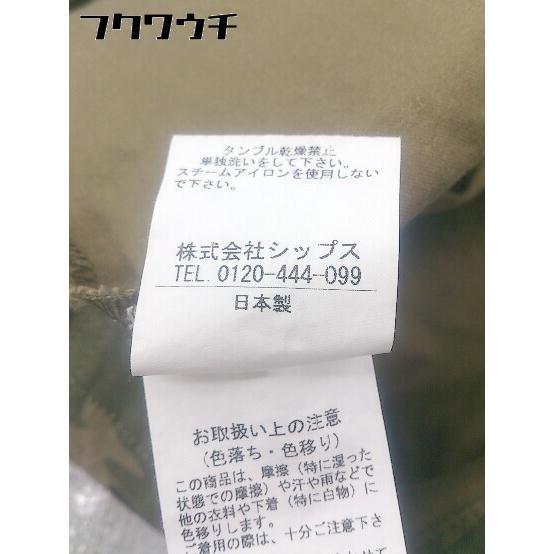 フクワウチ
タンブル乾燥禁止
単独洗いをして下さい。
スチームアイロンを使用しない
で下さい。
株式会社シップス
TEL. 0120-444-099
日本製
お取扱い上の注意
(色落ち・色移り)
この商品は、摩擦(特に湿った
状態での摩擦)や汗や雨などで
他の衣料や下着(特に白物)に
色移りします。
ご着用の際は、十分ご注意下さ